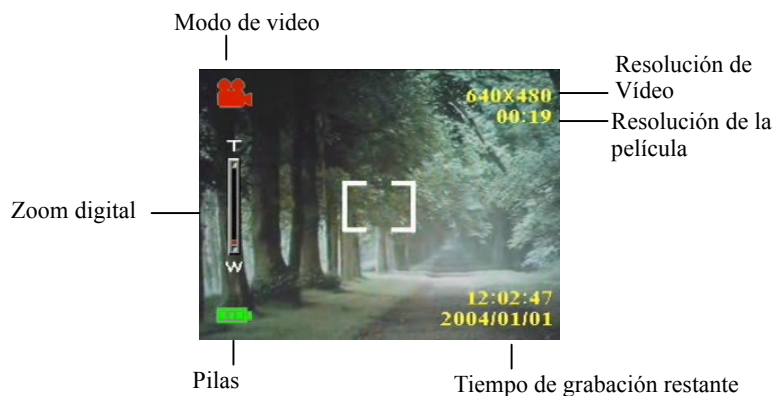 Modo de video
Resolución de
Vídeo
640X480
00:19
Resolución de la
película
T
Zoom digital
W
12:02:47
2004/01/01
Pilas
Tiempo de grabación restante